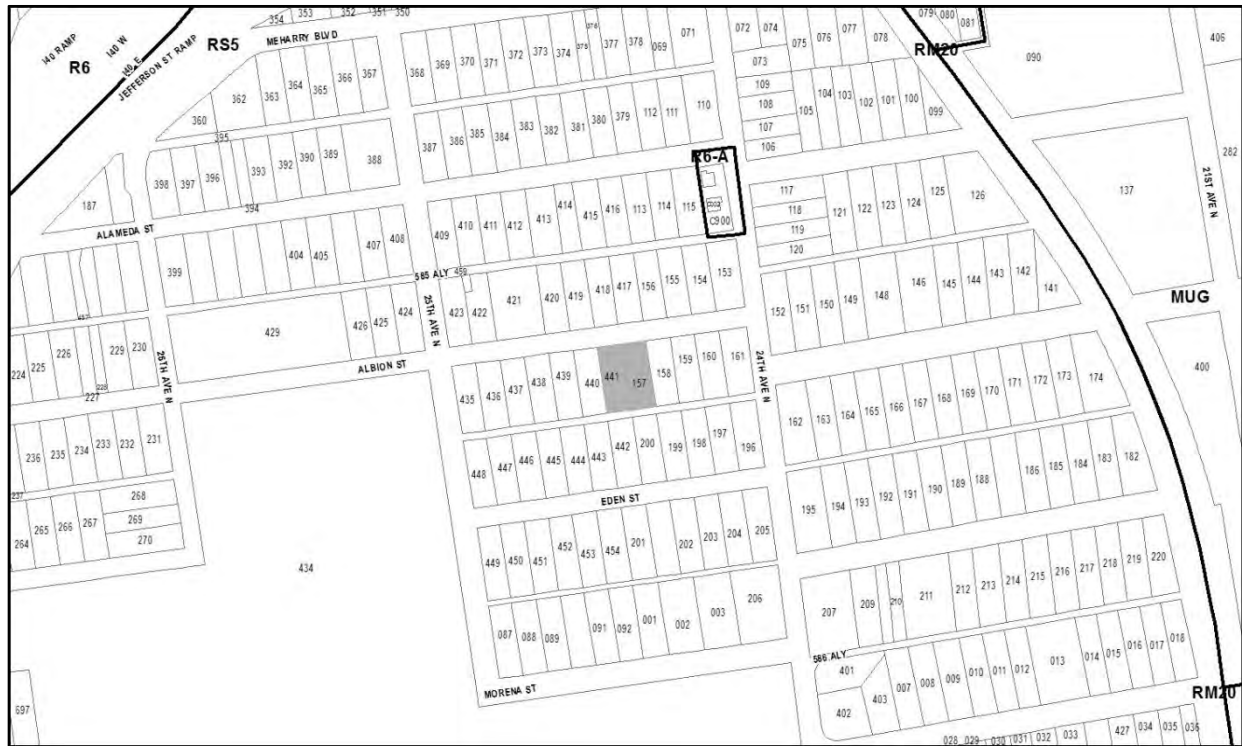 354 353 352 351 350
MEHARRY BLVD
I40 RAMP
I40 W
I40 E
JEFFERSON ST RAMP
R6
RS5
RM20
R6-A
MUG
RM20
079 080 081
406
090
282
21ST AVE N
137
400
360 362 363 364 365 366 367
368 369 370 371 372 373 374 375 376 377 378 069 071
072 074 075 076 077 078
073
109
108
107
106
105 104 103 102 101 100 099
395
398 397 396 393 392 390 389 388
394
387 386 385 384 383 382 381 380 379 112 111 110
187
ALAMEDA ST
409 410 411 412 413 414 415 416 113 114 115
C900
117
118
119
120
121 122 123 124 125 126
399 404 405 407 408
585 ALY
459
25TH AVE N
423 422 421 420 419 418 417 156 155 154 153
152 151 150 149 148 146 145 144 143 142 141
224 225 226 229 230
228
227
26TH AVE N
429 426 425 424
ALBION ST
435 436 437 438 439 440 441 157 158 159 160 161
24TH AVE N
162 163 164 165 166 167 168 169 170 171 172 173 174
236 235 234 233 232 231
237
448 447 446 445 444 443 442 200 199 198 197 196
EDEN ST
195 194 193 192 191 190 189 188 186 185 184 183 182
264 265 266 267
268
269
270
434
449 450 451 452 453 454 201 202 203 204 205
207 209 210 211 212 213 214 215 216 217 218 219 220
087 088 089 091 092 001 002 003 206
586 ALY
MORENA ST
401
402
403 007 008 009 010 011 012 013 014 015 016 017 018
697
028 029 030 031 032 033 427 034 035 036